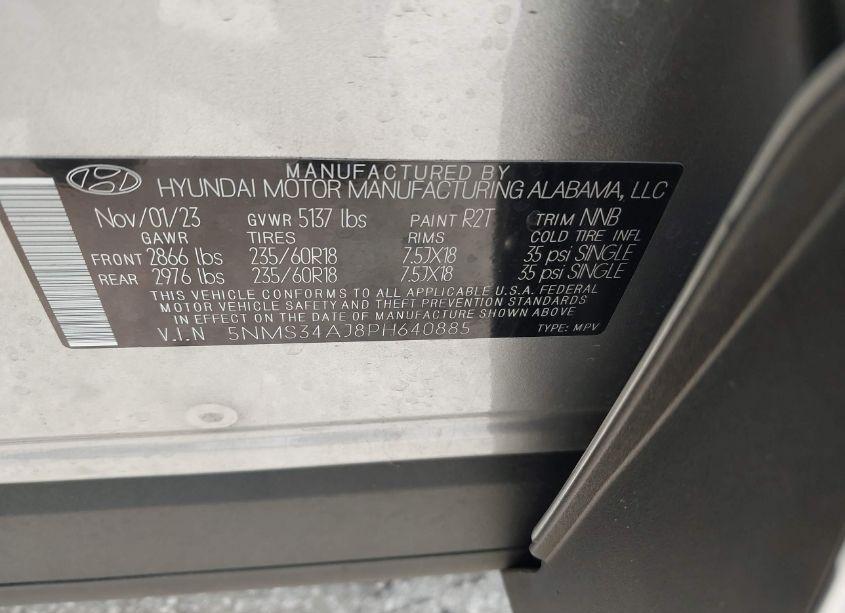 MANUFACTURED BY
HYUNDAI MOTOR MANUFACTURING ALABAMA, LLC
Nov/01/23 GVWR 5137 lbs PAINT R2T TRIM NNB
GAWR TIRES RIMS COLD TIRE INFL
FRONT 2866 lbs 235/60R18 7.5JX18 35 psi SINGLE
REAR 2976 lbs 235/60R18 7.5JX18 35 psi SINGLE
THIS VEHICLE CONFORMS TO ALL APPLICABLE U.S.A. FEDERAL
MOTOR VEHICLE SAFETY AND THEFT PREVENTION STANDARDS
IN EFFECT ON THE DATE OF MANUFACTURE SHOWN ABOVE
V.I.N 5NMS34AJ8PH640885 TYPE: MPV